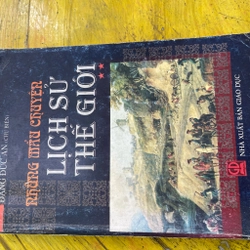 ĐẶNG ĐỨC AN (CHỦ BIÊN)
NHỮNG MẨU CHUYỆN
LỊCH SỬ
THẾ GIỚI
NHÀ XUẤT BẢN GIÁO DỤC